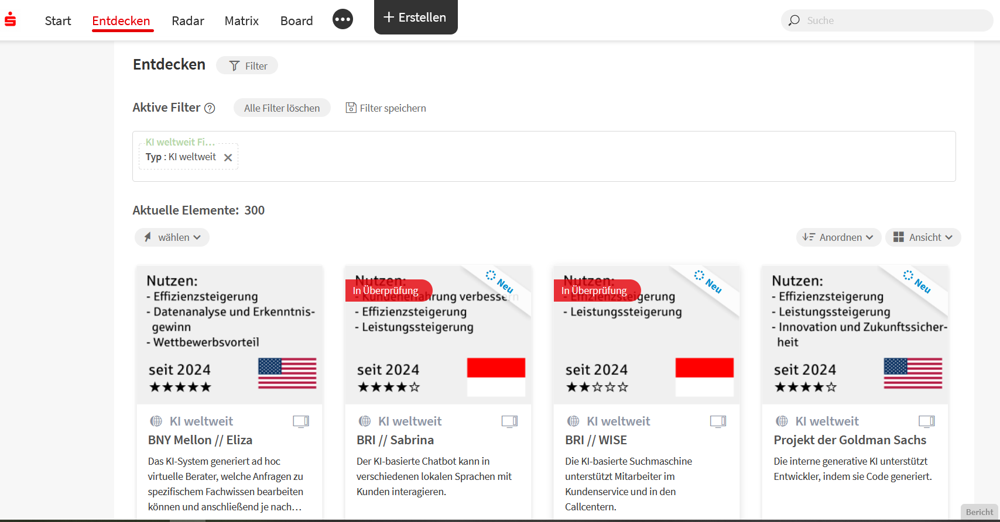 Start Entdecken Radar Matrix Board Erstellen Suche
Entdecken Filter
Aktive Filter Alle Filter löschen Filter speichern
KI weltweit Fi...
Typ : KI weltweit
Aktuelle Elemente: 300
wählen Anordnen Ansicht
Nutzen:
- Effizienzsteigerung
- Datenanalyse und Erkenntnis-
gewinn
- Wettbewerbsvorteil
seit 2024
KI weltweit
BNY Mellon // Eliza
Das KI-System generiert ad hoc
virtuelle Berater, welche Anfragen zu
spezifischem Fachwissen bearbeiten
können und anschließend je nach...
Nutzen:
In Überprüfung
Neu
- Kundenerfahrung verbessern
- Effizienzsteigerung
- Leistungssteigerung
seit 2024
KI weltweit
BRI // Sabrina
Der KI-basierte Chatbot kann in
verschiedenen lokalen Sprachen mit
Kunden interagieren.
Nutzen:
In Überprüfung
Neu
- Effizienzsteigerung
- Leistungssteigerung
seit 2024
KI weltweit
BRI // WISE
Die KI-basierte Suchmaschine
unterstützt Mitarbeiter im
Kundenservice und in den
Callcentern.
Nutzen:
Neu
- Effizienzsteigerung
- Leistungssteigerung
- Innovation und Zukunftssicher-
heit
seit 2024
KI weltweit
Projekt der Goldman Sachs
Die interne generative KI unterstützt
Entwickler, indem sie Code generiert.
Bericht